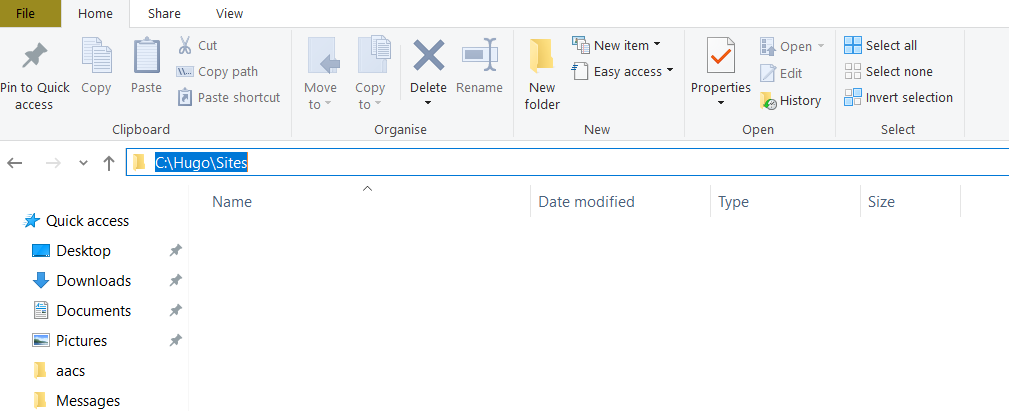 File Home Share View
Pin to Quick access
Copy
Paste
Cut
Copy path
Paste shortcut
Clipboard
Move to
Copy to
Delete
Rename
Organise
New folder
New item
Easy access
New
Properties
Open
Edit
History
Open
Select all
Select none
Invert selection
Select
C:\Hugo\Sites
Name Date modified Type Size
Quick access
Desktop
Downloads
Documents
Pictures
aacs
Messages